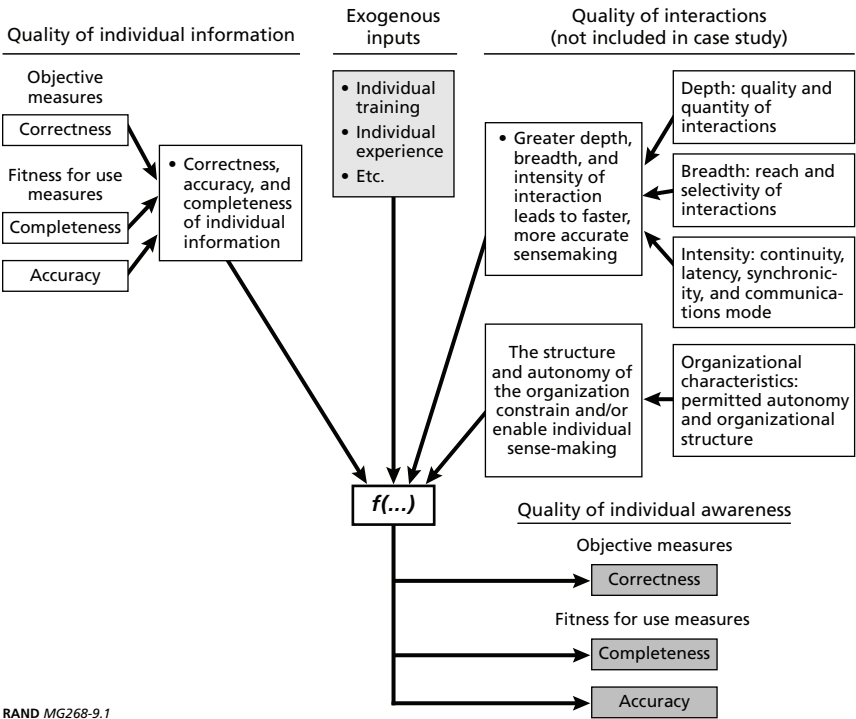 Quality of individual information
Objective
measures
Correctness
Fitness for use
measures
Completeness
Accuracy
• Correctness,
accuracy, and
completeness
of individual
information
Exogenous
inputs
• Individual
training
• Individual
experience
• Etc.
Quality of interactions
(not included in case study)
• Greater depth,
breadth, and
intensity of
interaction
leads to faster,
more accurate
sensemaking
Depth: quality and
quantity of
interactions
Breadth: reach and
selectivity of
interactions
Intensity: continuity,
latency, synchronic-
ity, and communica-
tions mode
The structure
and autonomy of
the organization
constrain and/or
enable individual
sense-making
Organizational
characteristics:
permitted autonomy
and organizational
structure
f(...)
Quality of individual awareness
Objective measures
Correctness
Fitness for use measures
Completeness
Accuracy
RAND MG268-9.1